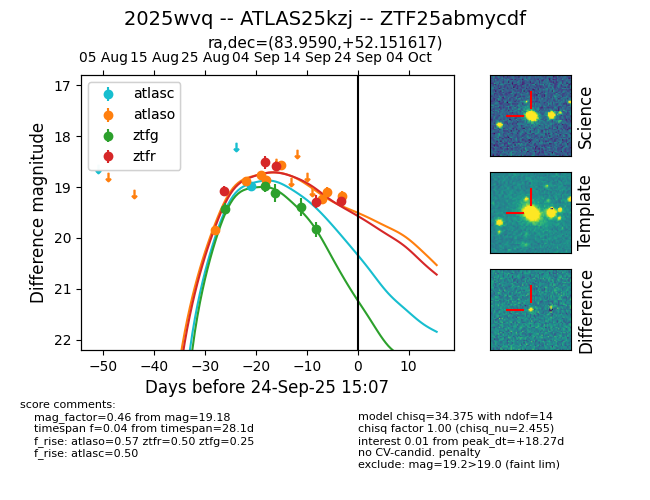 2025wvq -- ATLAS25kzj -- ZTF25abmycdf
ra,dec=(83.9590,+52.151617)
05 Aug 15 Aug 25 Aug 04 Sep 14 Sep 24 Sep 04 Oct
atlasc
atlaso
ztfg
ztfr
17
18
19
20
21
22
Difference magnitude
−50 −40 −30 −20 −10 0 10
Days before 24-Sep-25 15:07
Science
Template
Difference
score comments:
mag_factor=0.46 from mag=19.18
timespan f=0.04 from timespan=28.1d
f_rise: atlaso=0.57 ztfr=0.50 ztfg=0.25
f_rise: atlasc=0.50
model chisq=34.375 with ndof=14
chisq factor 1.00 (chisq_nu=2.455)
interest 0.01 from peak_dt=+18.27d
no CV-candid. penalty
exclude: mag=19.2>19.0 (faint lim)